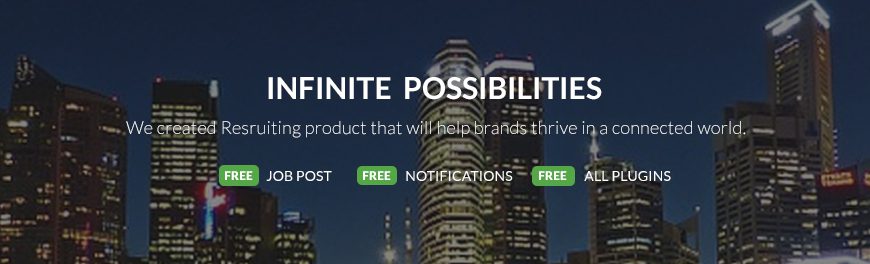 INFINITE POSSIBILITIES
We created Resruiting product that will help brands thrive in a connected world.
FREE JOB POST FREE NOTIFICATIONS FREE ALL PLUGINS